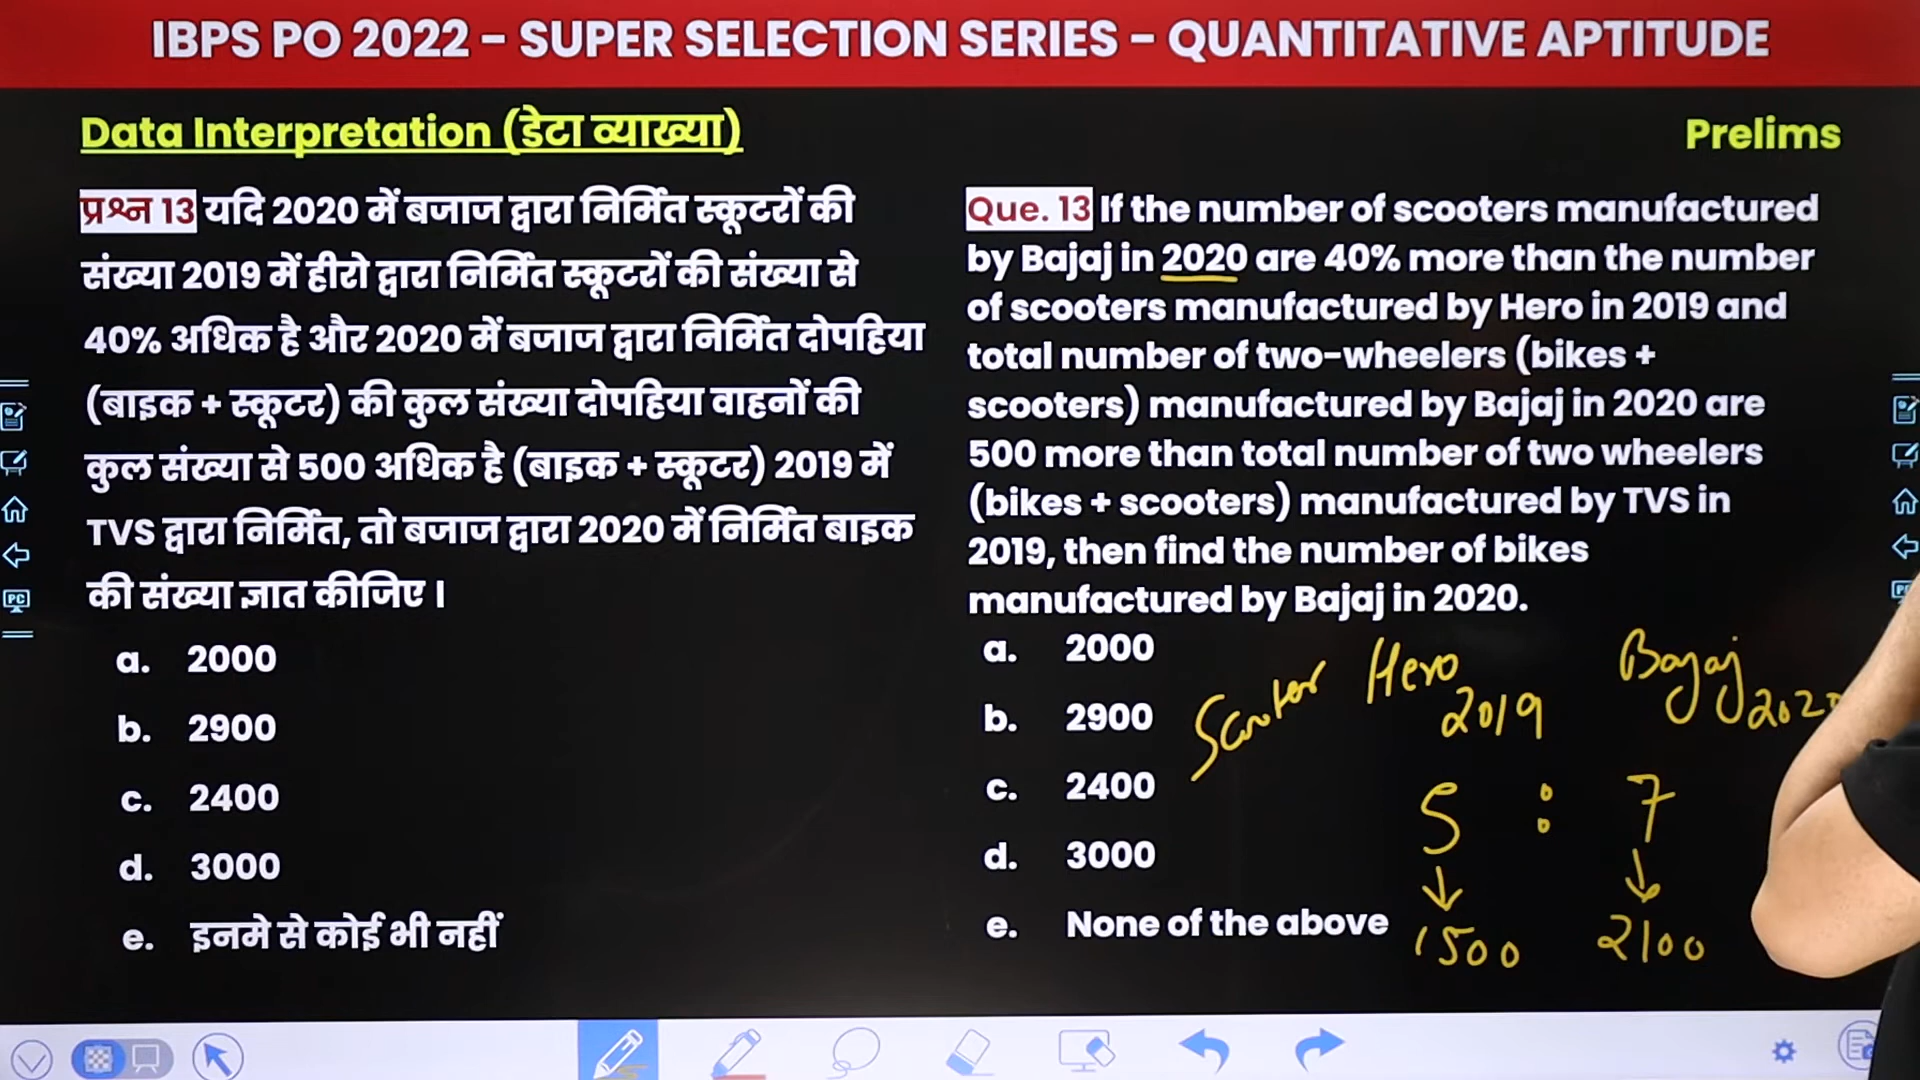 IBPS PO 2022 - SUPER SELECTION SERIES - QUANTITATIVE APTITUDE
Data Interpretation (डेटा व्याख्या)
Prelims
प्रश्न 13 यदि 2020 में बजाज द्वारा निर्मित स्कूटरों की
संख्या 2019 में हीरो द्वारा निर्मित स्कूटरों की संख्या से
40% अधिक है और 2020 में बजाज द्वारा निर्मित दोपहिया
(बाइक + स्कूटर) की कुल संख्या दोपहिया वाहनों की
कुल संख्या से 500 अधिक है (बाइक + स्कूटर) 2019 में
TVS द्वारा निर्मित, तो बजाज द्वारा 2020 में निर्मित बाइक
की संख्या ज्ञात कीजिए ।
a. 2000
b. 2900
c. 2400
d. 3000
e. इनमे से कोई भी नहीं
Que. 13 If the number of scooters manufactured
by Bajaj in 2020 are 40% more than the number
of scooters manufactured by Hero in 2019 and
total number of two-wheelers (bikes +
scooters) manufactured by Bajaj in 2020 are
500 more than total number of two wheelers
(bikes + scooters) manufactured by TVS in
2019, then find the number of bikes
manufactured by Bajaj in 2020.
a. 2000
b. 2900
c. 2400
d. 3000
e. None of the above
Scooter Hero 2019 Bajaj
5 : 7
1500 2100
PC